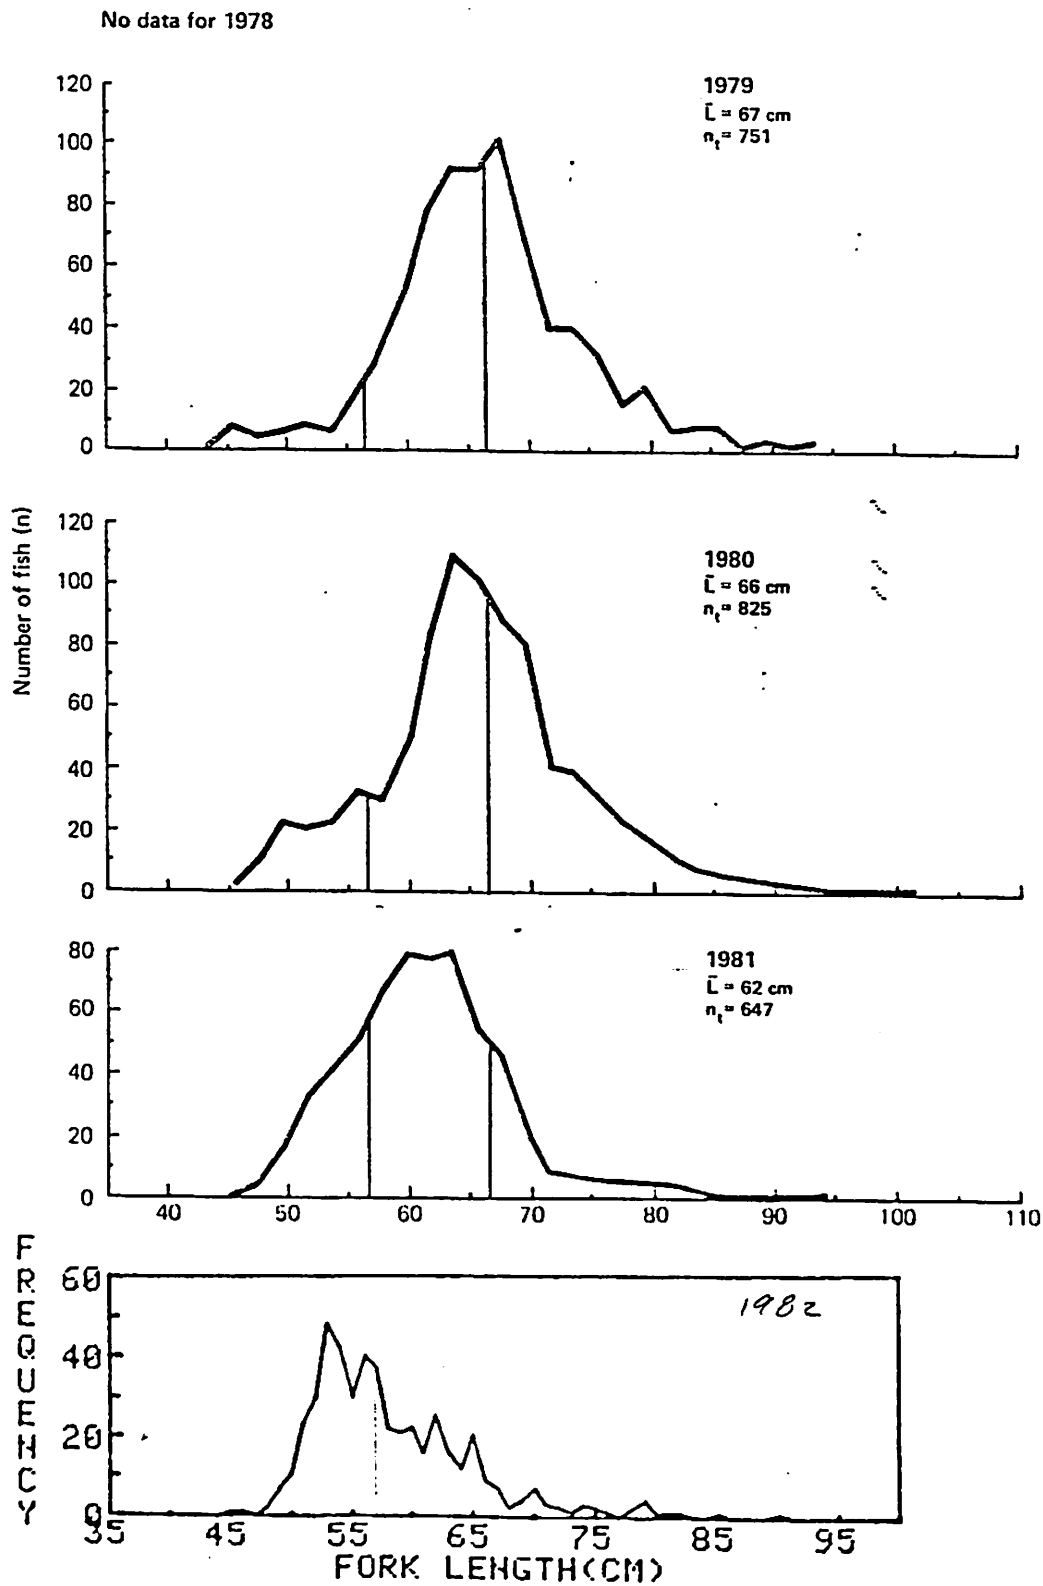 No data for 1978
120
100
80
60
40
20
0
1979
L̄ = 67 cm
nₜ= 751
Number of fish (n)
120
100
80
60
40
20
0
1980
L̄ = 66 cm
nₜ= 825
80
60
40
20
0
1981
L̄ = 62 cm
nₜ= 647
40 50 60 70 80 90 100 110
FREQUENCY
60
40
20
0
1982
35 45 55 65 75 85 95
FORK LENGTH(CM)